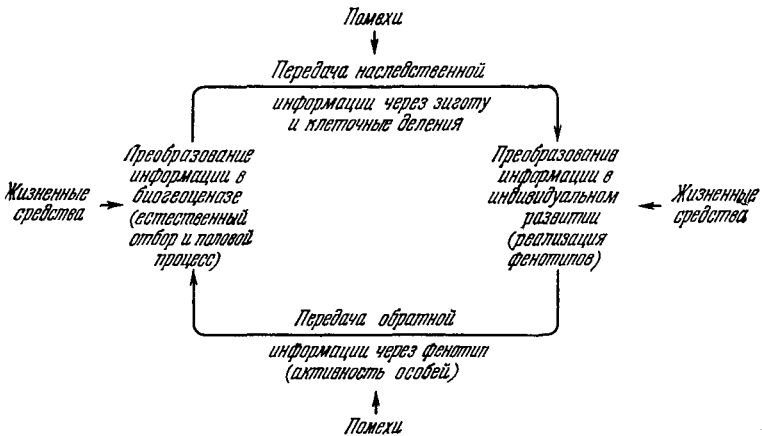 Помехи
Передача наследственной
информации через зиготу
и клеточные деления
Преобразование
информации в
биогеоценазе
(естественный
отбор и половой
процесс)
Жизненные
средства
Преобразование
информации в
индивидуальном
развитии
(реализация
фенотипов)
Жизненные
средства
Передача обратной
информации через фенотип
(активность особей)
Помехи